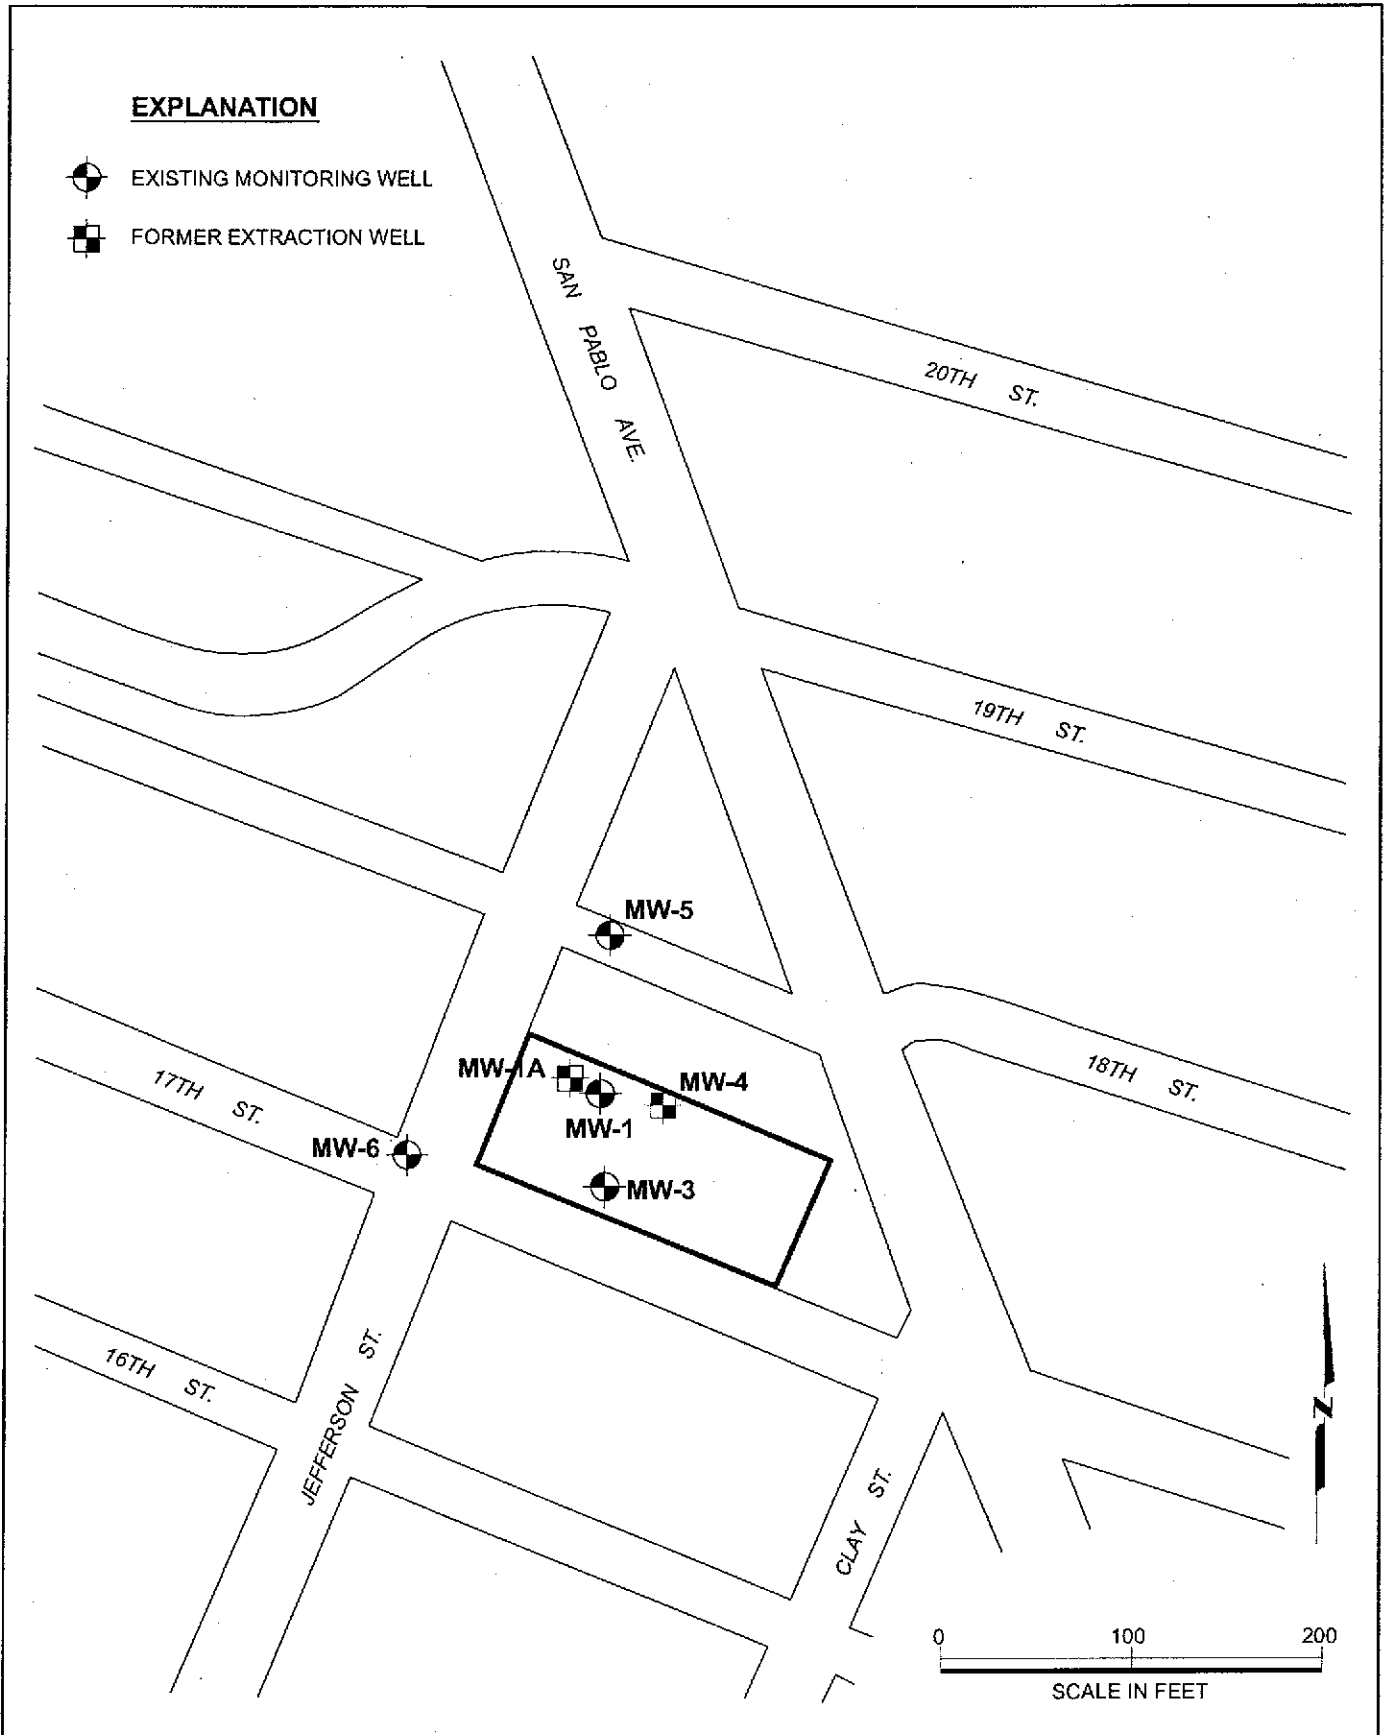 EXPLANATION
EXISTING MONITORING WELL
FORMER EXTRACTION WELL
SAN PABLO AVE.
20TH ST.
19TH ST.
MW-5
MW-1A
MW-4
MW-1
17TH ST.
18TH ST.
MW-6
MW-3
16TH ST.
JEFFERSON ST.
N
CLAY ST.
0 100 200
SCALE IN FEET